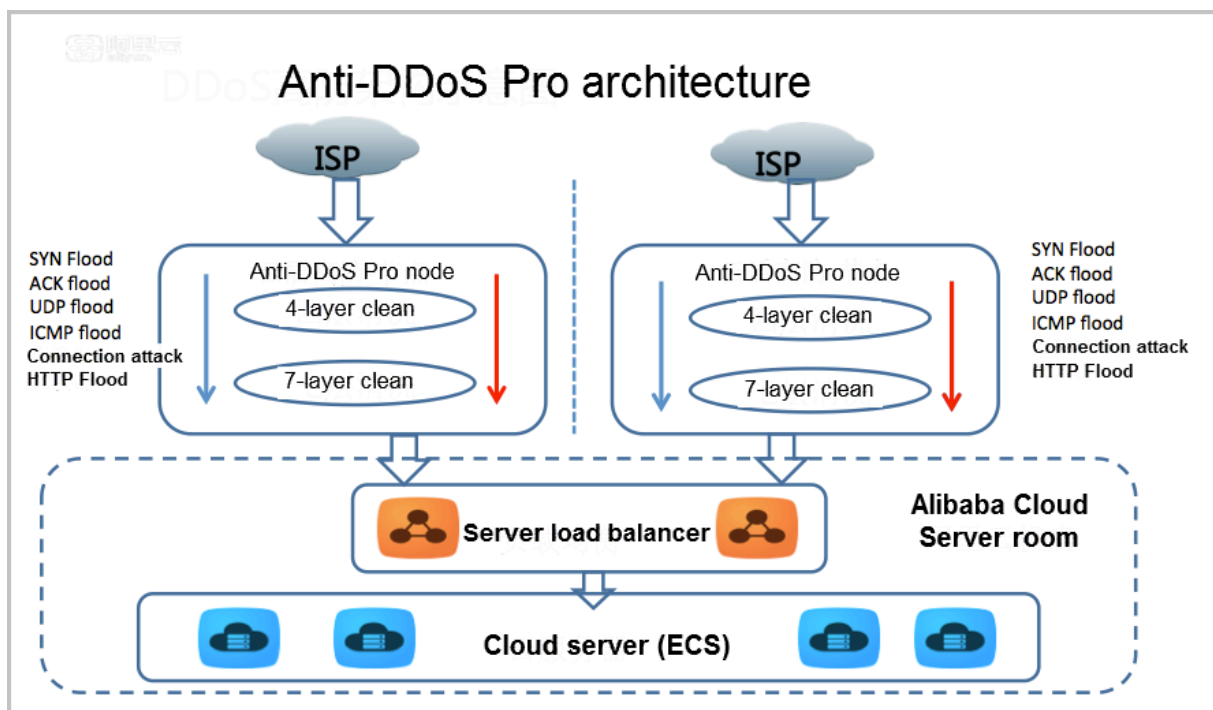 Anti-DDoS Pro architecture
ISP
ISP
SYN Flood
ACK flood
UDP flood
ICMP flood
Connection attack
HTTP Flood
Anti-DDoS Pro node
4-layer clean
7-layer clean
Anti-DDoS Pro node
4-layer clean
7-layer clean
SYN Flood
ACK flood
UDP flood
ICMP flood
Connection attack
HTTP Flood
Server load balancer
Alibaba Cloud
Server room
Cloud server (ECS)